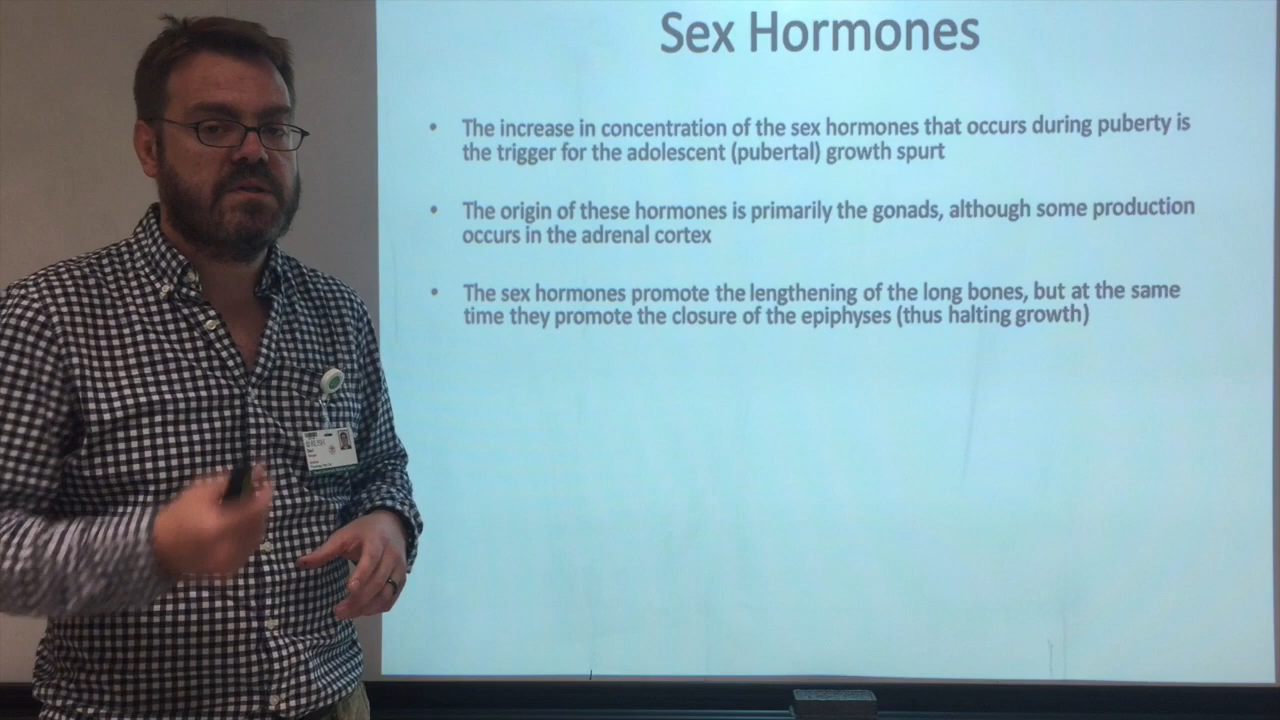 Sex Hormones
• The increase in concentration of the sex hormones that occurs during puberty is
the trigger for the adolescent (pubertal) growth spurt
• The origin of these hormones is primarily the gonads, although some production
occurs in the adrenal cortex
• The sex hormones promote the lengthening of the long bones, but at the same
time they promote the closure of the epiphyses (thus halting growth)